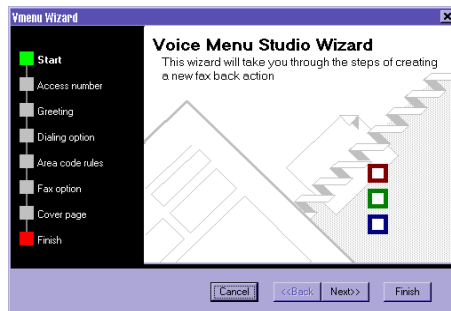 Vmenu Wizard
Voice Menu Studio Wizard
This wizard will take you through the steps of creating
a new fax back action
Start
Access number
Greeting
Dialing option
Area code rules
Fax option
Cover page
Finish
Cancel
<<Back
Next>>
Finish